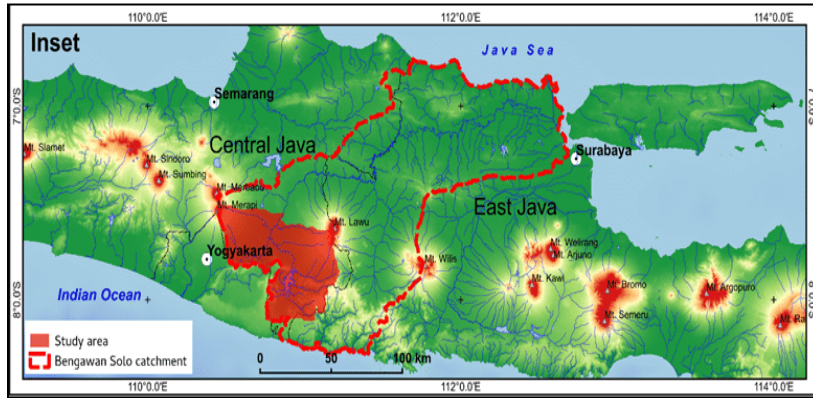 110°0.0'S
112°0.0'S
114°0.0'S
Inset
Java Sea
Semarang
7°0.0'S
Central Java
Mt. Slamet
Mt. Sindoro
Mt. Sumbing
Surabaya
Mt. Merapi
Mt. Lawu
East Java
Yogyakarta
Mt. Wilis
Mt. Welirang
Mt. Arjuno
Mt. Kawi
Mt. Bromo
Mt. Argopuro
Indian Ocean
8°0.0'S
Mt. Semeru
Mt. Ra
Study area
Bengawan Solo catchment
0
50
100 km
110°0.0'S
112°0.0'S
114°0.0'S